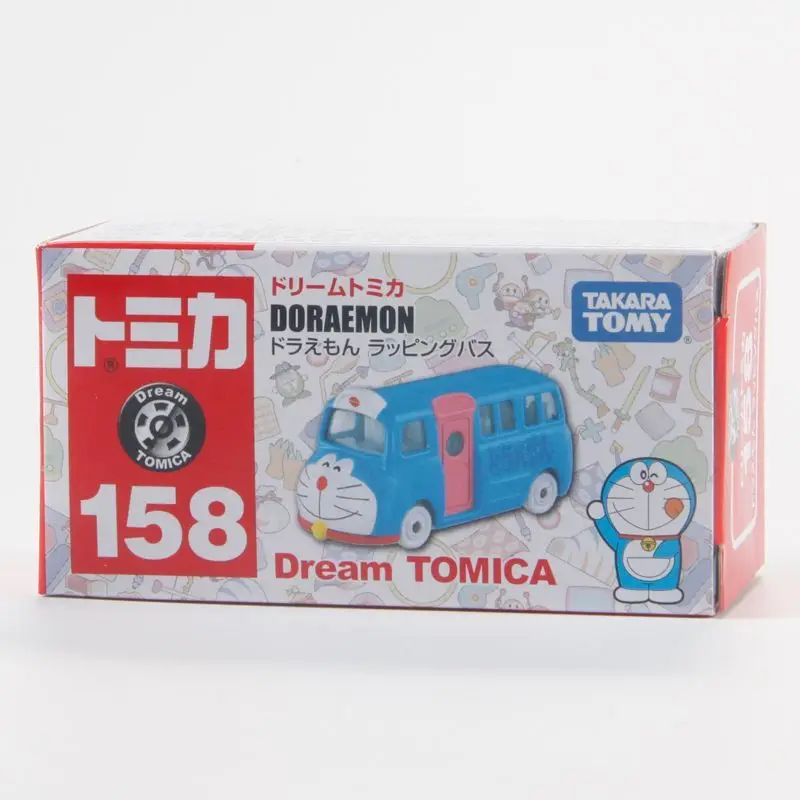 トミカ
®
Dream
TOMICA
158
ドリームトミカ
DORAEMON
ドラえもん ラッピングバス
TAKARA
TOMY
®
Dream TOMICA